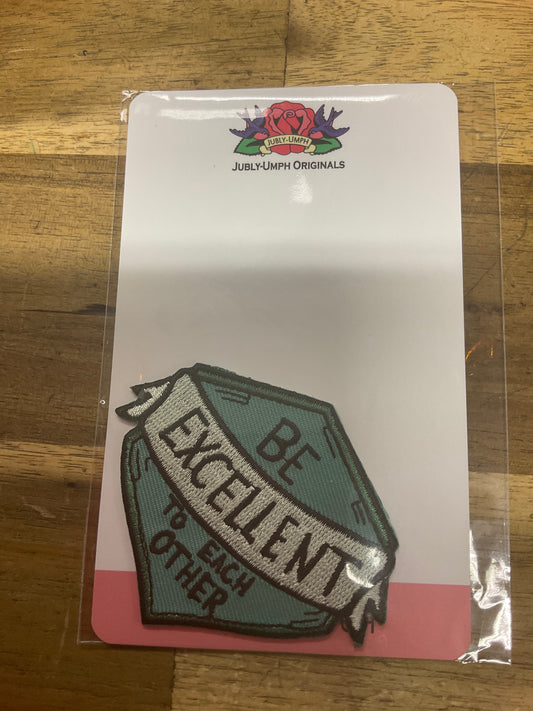 JUBLY-UMPH
JUBLY-UMPH ORIGINALS
BE
EXCELLENT
TO EACH
OTHER